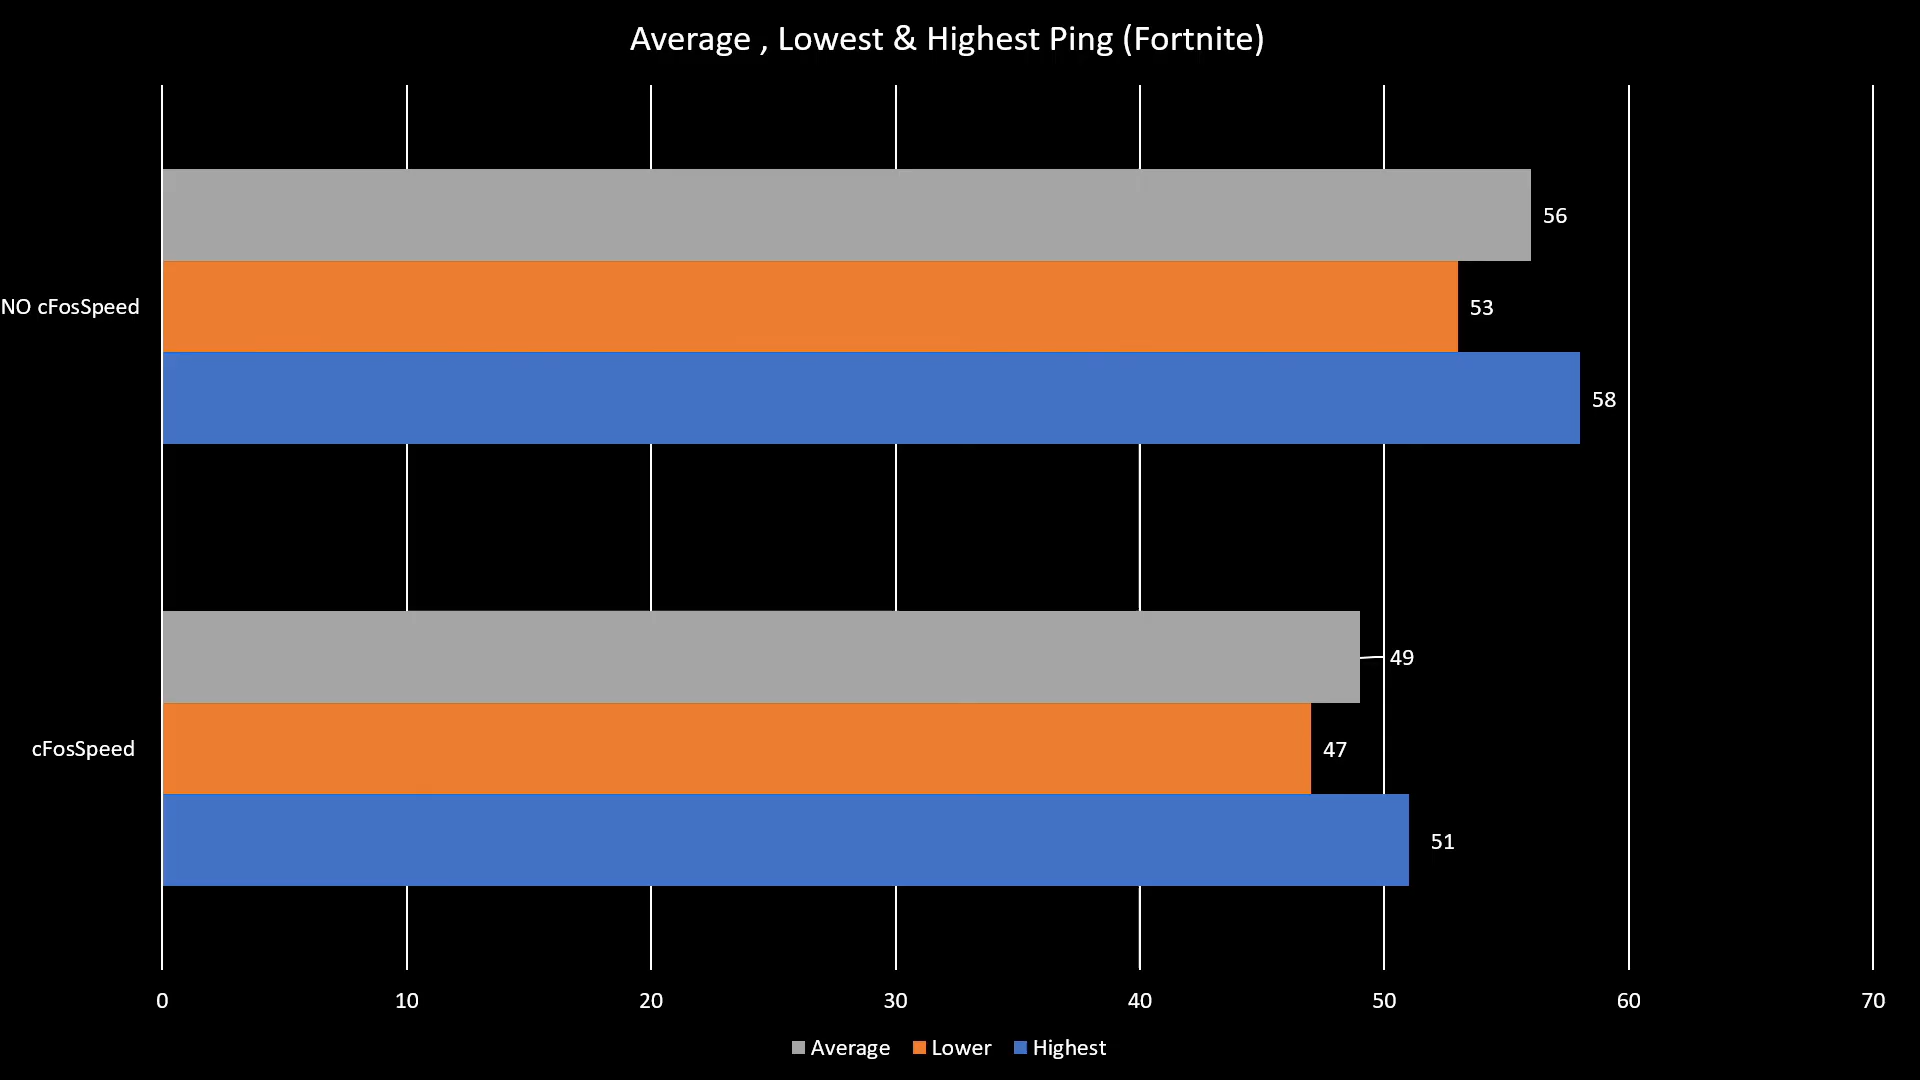 Average , Lowest & Highest Ping (Fortnite)
56
NO cFosSpeed
53
58
49
cFosSpeed
47
51
0 10 20 30 40 50 60 70
Average Lower Highest